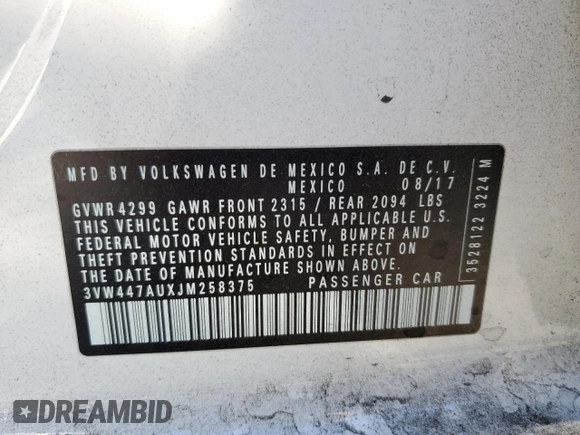 MFD BY VOLKSWAGEN DE MEXICO S.A. DE C.V.
MEXICO 08/17
GVWR 4299 GAWR FRONT 2315 / REAR 2094 LBS
THIS VEHICLE CONFORMS TO ALL APPLICABLE U.S.
FEDERAL MOTOR VEHICLE SAFETY, BUMPER AND
THEFT PREVENTION STANDARDS IN EFFECT ON
THE DATE OF MANUFACTURE SHOWN ABOVE.
3VW447AUXJM258375 PASSENGER CAR
3528122 3224 M
DREAMBID